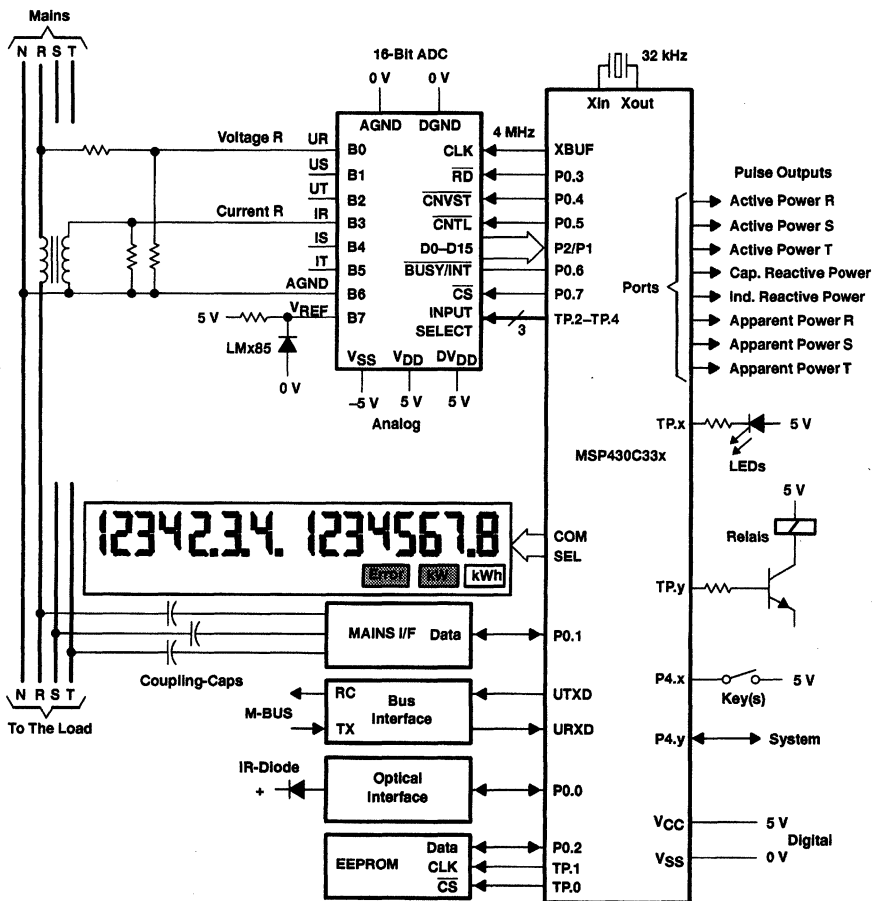 Mains
N R S T
16-Bit ADC
0 V 0 V
32 kHz
Xin Xout
AGND DGND
4 MHz
Voltage R UR B0 CLK XBUF
US B1 RD P0.3
UT B2 CNVST P0.4
Current R IR B3 CNTL P0.5
IS B4 D0–D15 P2/P1
IT B5 BUSY/INT P0.6
AGND B6 CS P0.7
5 V VREF B7 INPUT SELECT 3 TP.2–TP.4
LMx85
0 V
VSS VDD DVDD
–5 V 5 V 5 V
Analog
Pulse Outputs
Active Power R
Active Power S
Active Power T
Cap. Reactive Power
Ports
Ind. Reactive Power
Apparent Power R
Apparent Power S
Apparent Power T
TP.x 5 V
LEDs
MSP430C33x
5 V
Relais
TP.y
12342.3.4. 1234567.8
Error kW kWh
COM
SEL
MAINS I/F Data P0.1
Coupling-Caps
N R S T
To The Load
M-BUS
RC
TX
Bus
Interface
UTXD
URXD
IR-Diode
+
Optical
Interface
P0.0
EEPROM
Data P0.2
CLK TP.1
CS TP.0
P4.x 5 V
Key(s)
P4.y System
VCC 5 V
Digital
VSS 0 V